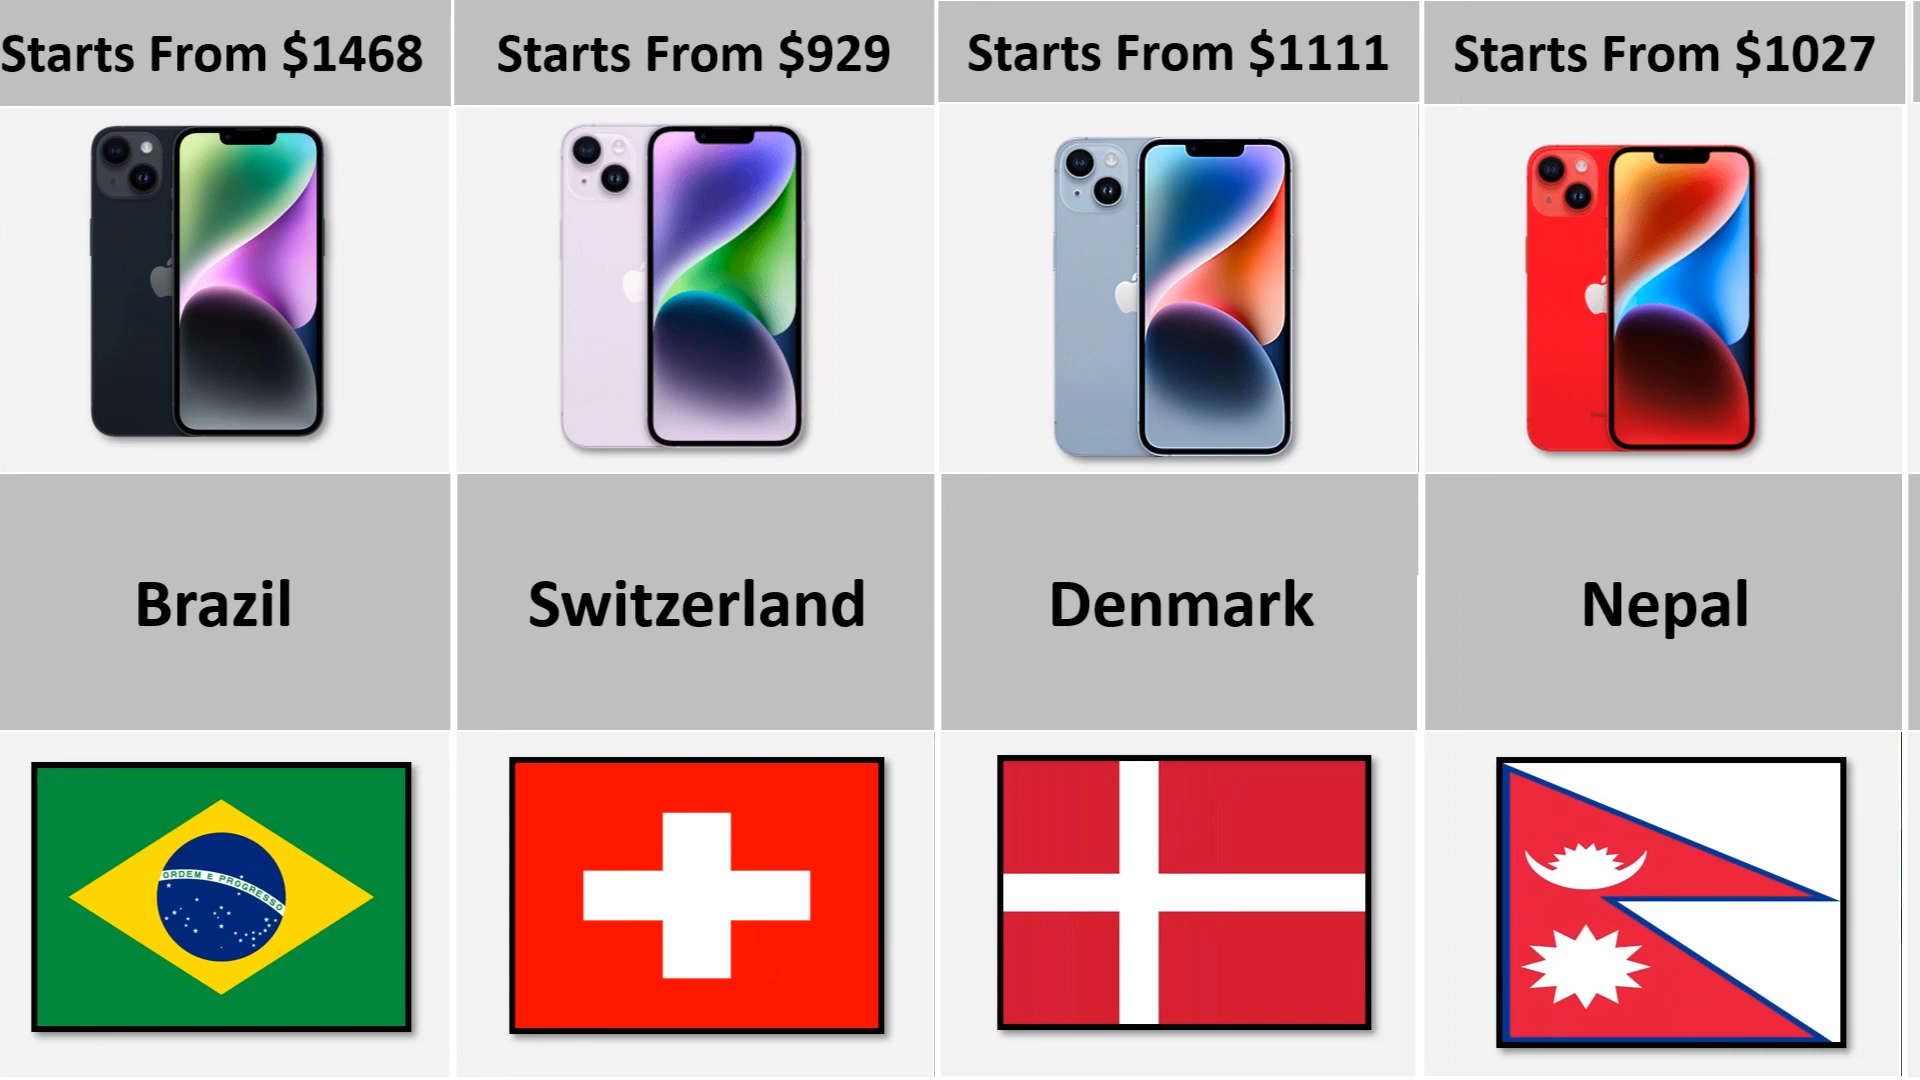 Starts From $1468
Starts From $929
Starts From $1111
Starts From $1027
Brazil
Switzerland
Denmark
Nepal
ORDEM E PROGRESSO